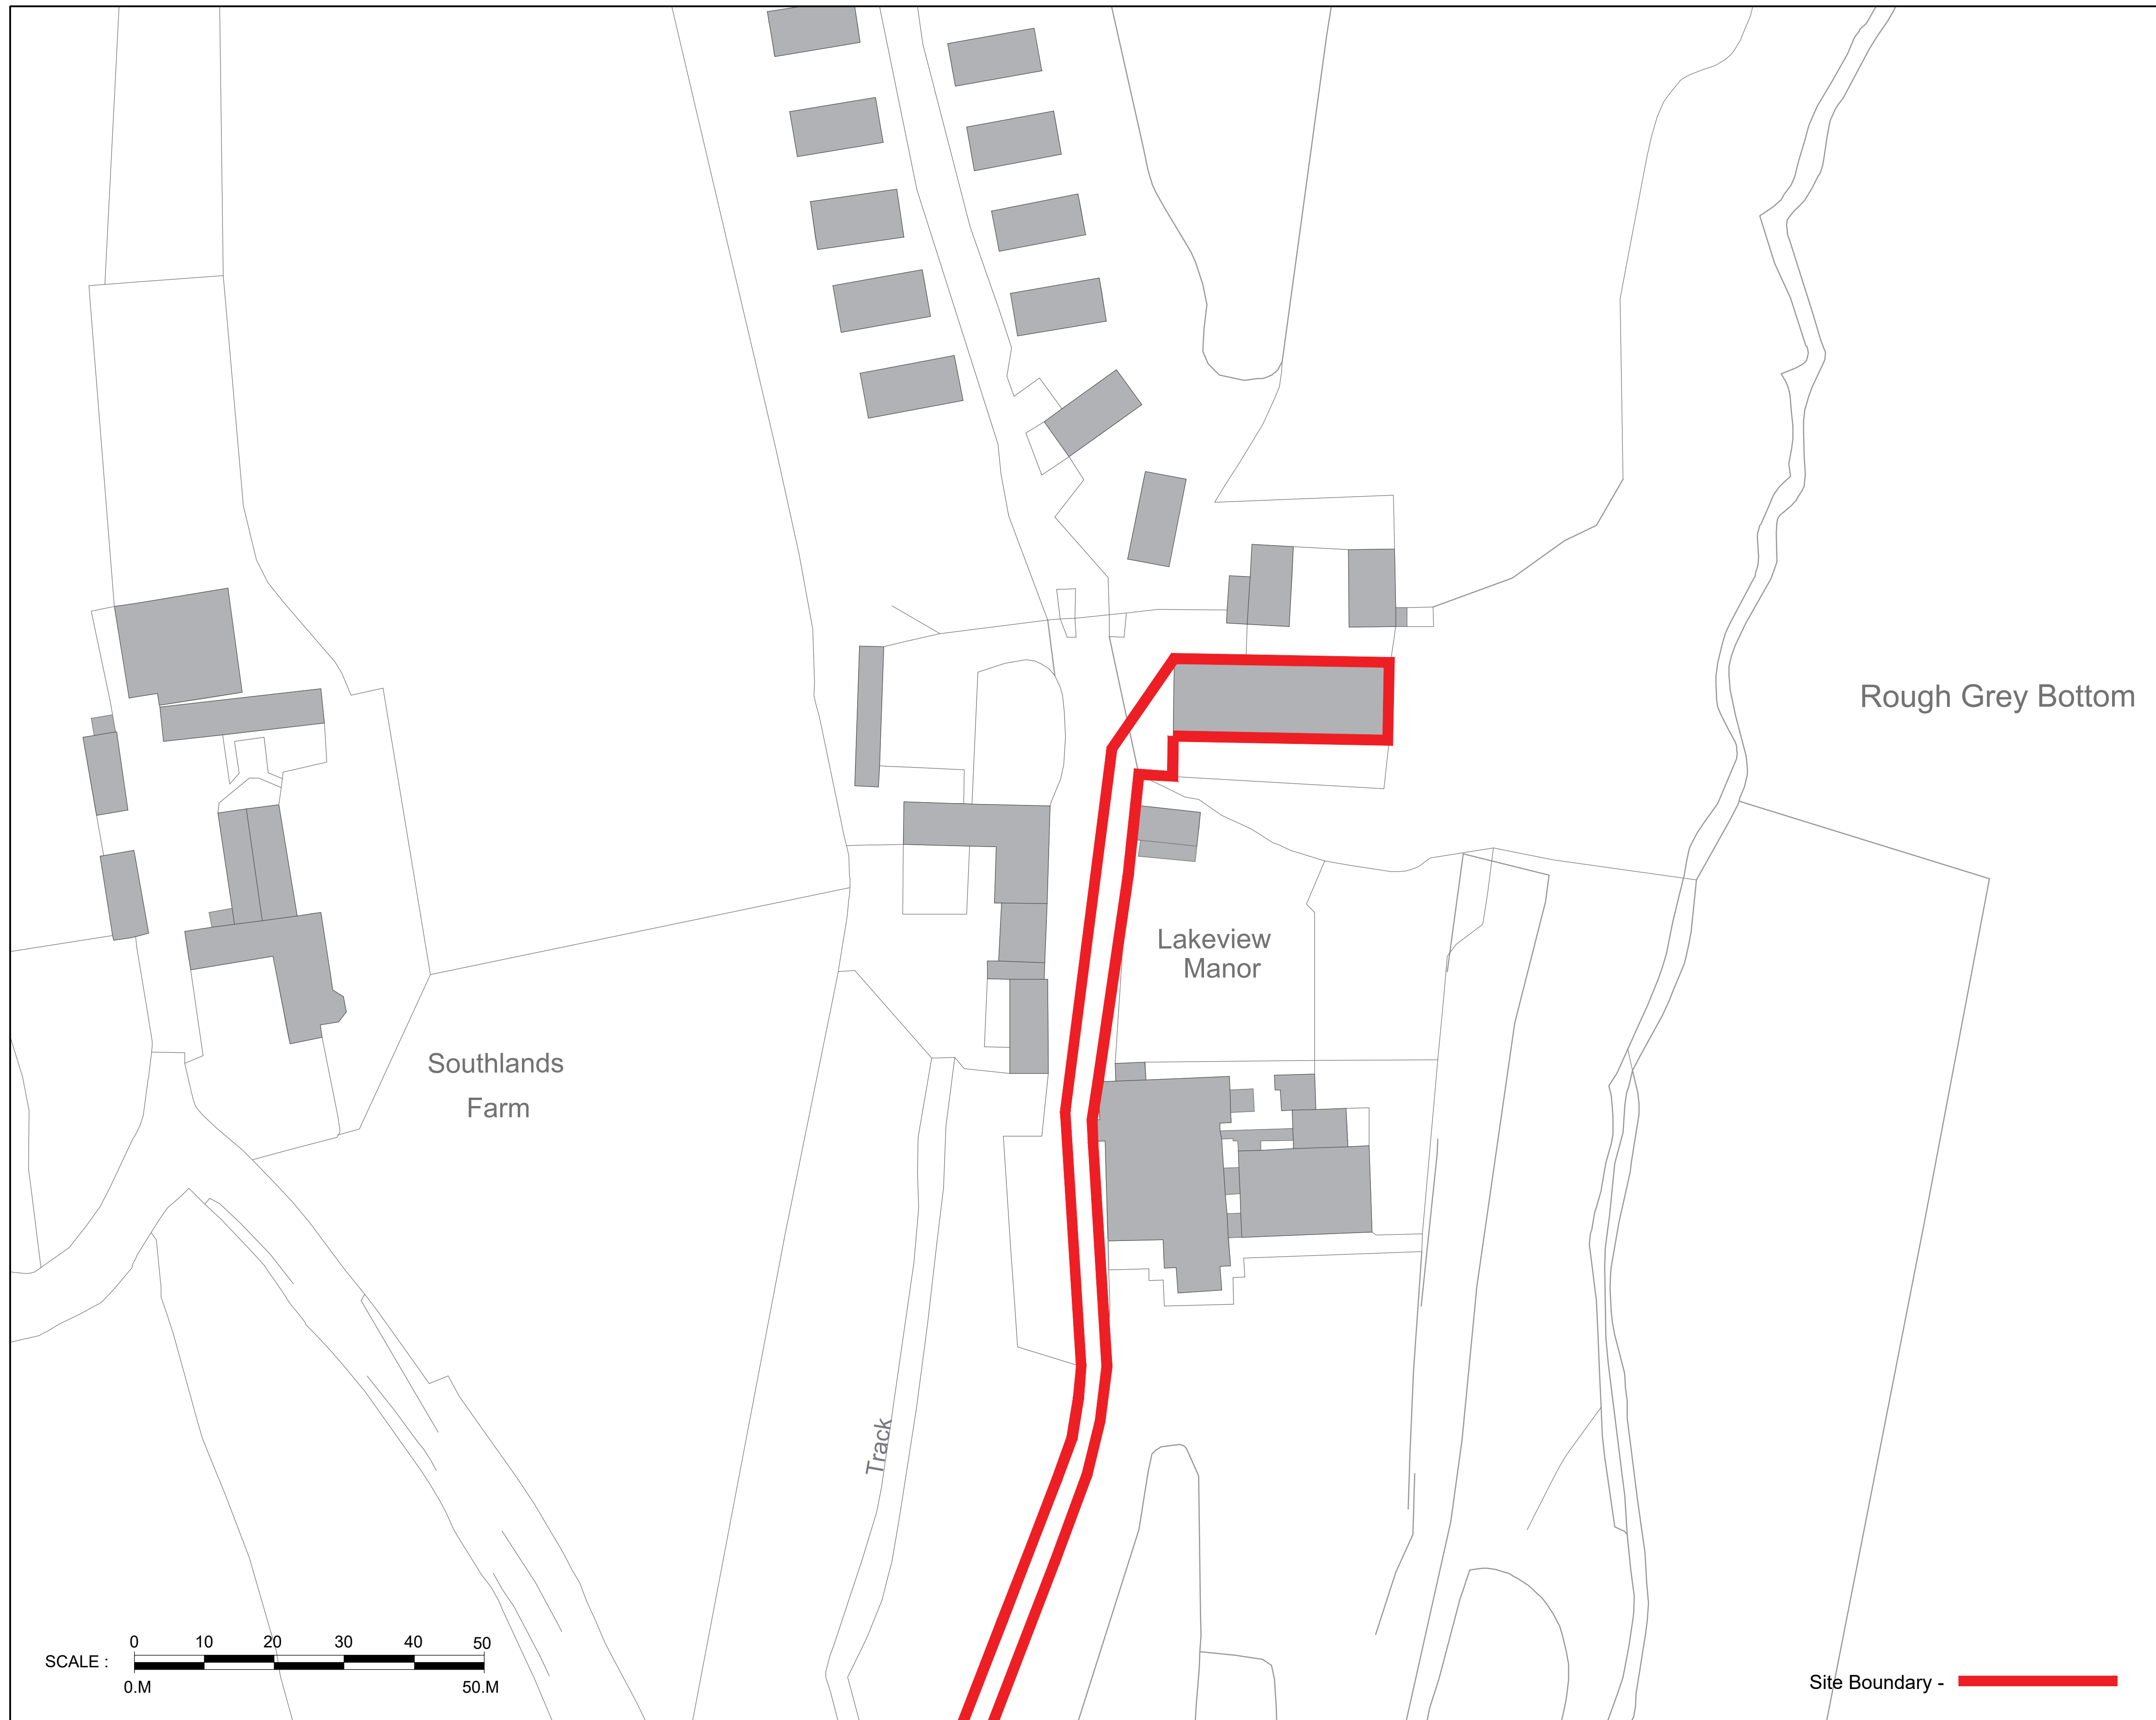 Rough Grey Bottom
Lakeview
Manor
Southlands
Farm
Track
0 10 20 30 40 50
SCALE :
0.M 50.M
Site Boundary -